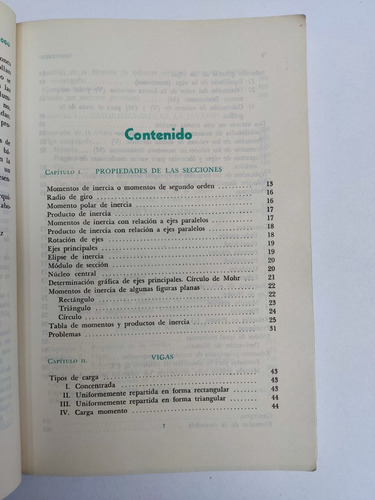 Contenido
CAPÍTULO I. PROPIEDADES DE LAS SECCIONES
Momentos de inercia o momentos de segundo orden 13
Radio de giro 16
Momento polar de inercia 16
Producto de inercia 17
Momentos de inercia con relación a ejes paralelos 17
Producto de inercia con relación a ejes paralelos 18
Rotación de ejes 18
Ejes principales 19
Elipse de inercia 19
Módulo de sección 20
Núcleo central 20
Determinación gráfica de ejes principales. Círculo de Mohr 21
Momentos de inercia de algunas figuras planas 22
Rectángulo 22
Triángulo 23
Círculo 24
Tabla de momentos y productos de inercia 25
Problemas 31
CAPÍTULO II. VIGAS
Tipos de carga 43
I. Concentrada 43
II. Uniformemente repartida en forma rectangular 43
III. Uniformemente repartida en forma triangular 44
IV. Carga momento 44